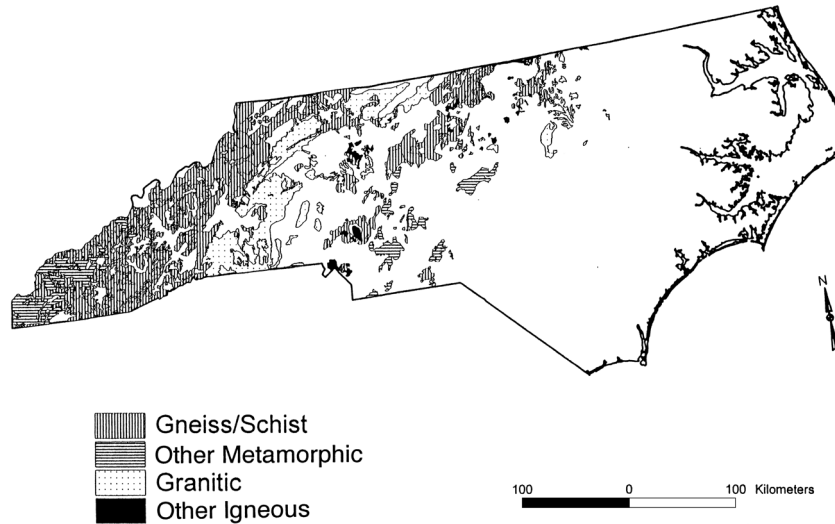 N
Gneiss/Schist
Other Metamorphic
Granitic
Other Igneous
100 0 100 Kilometers